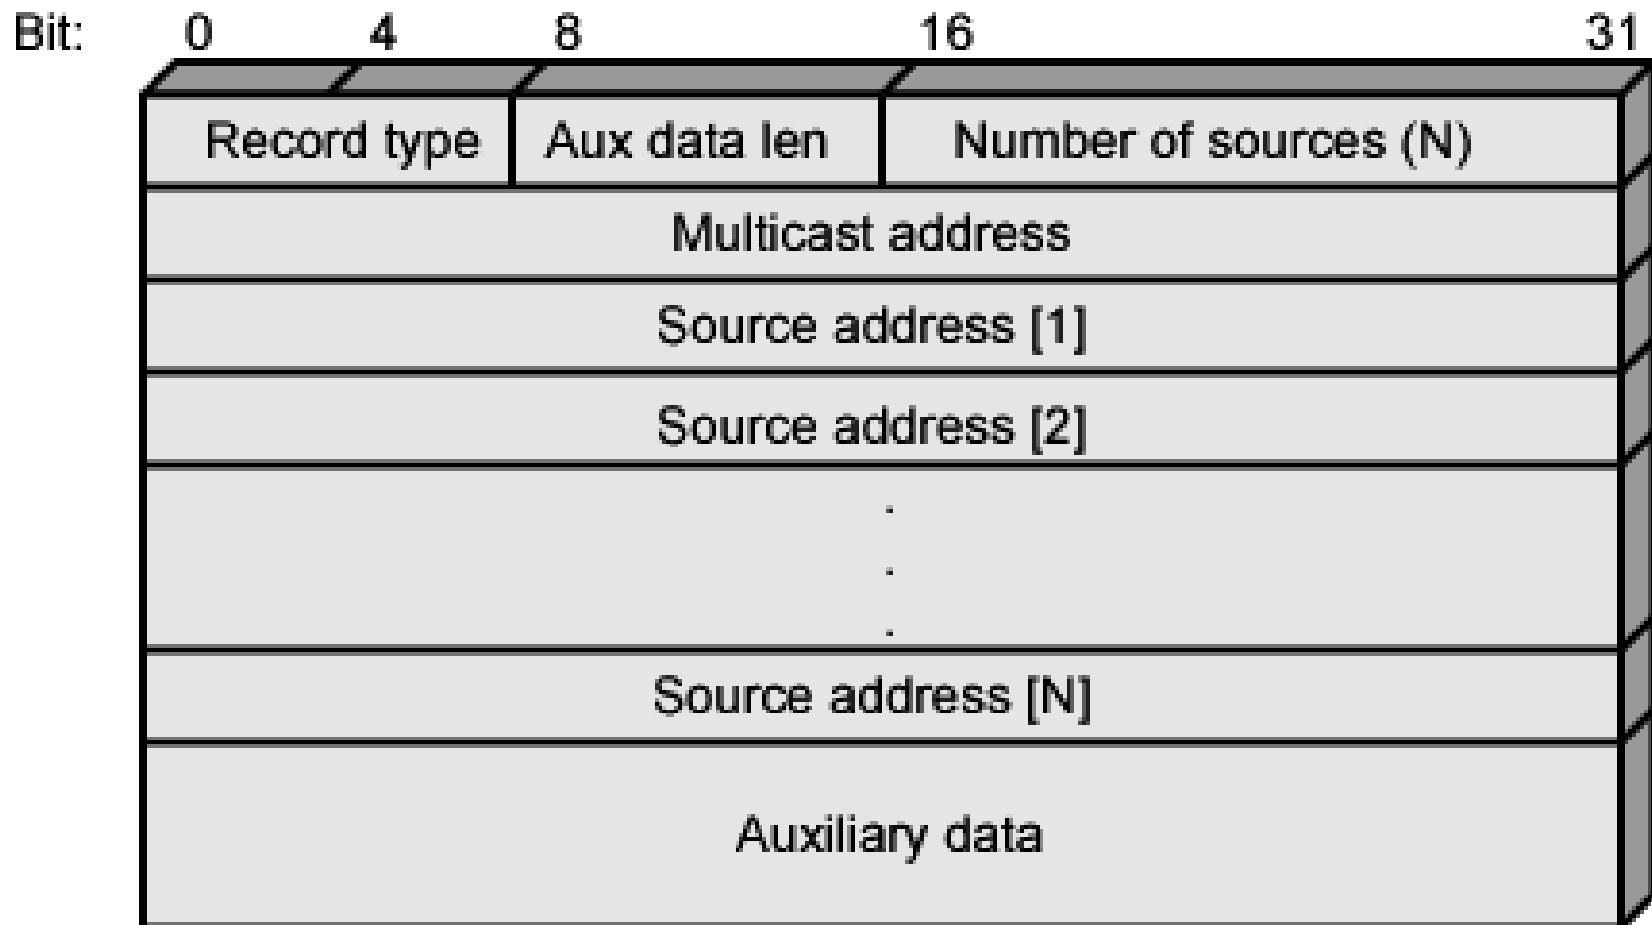 Bit: 0 4 8 16 31
Record type Aux data len Number of sources (N)
Multicast address
Source address [1]
Source address [2]
.
.
.
Source address [N]
Auxiliary data